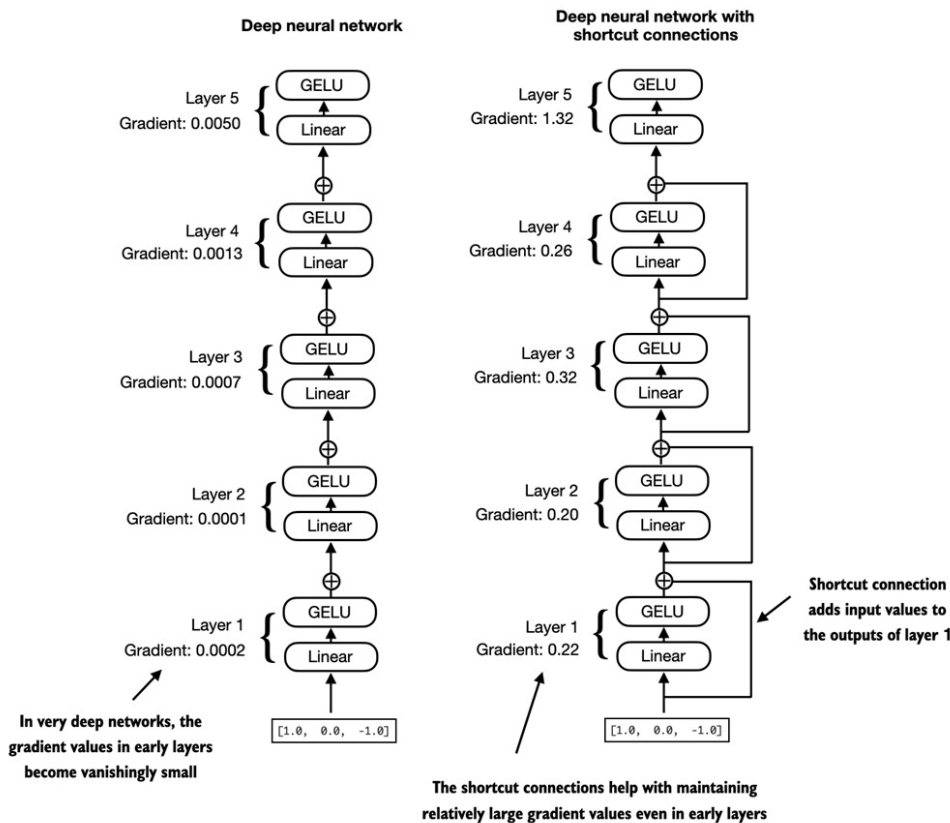 Deep neural network
Deep neural network with
shortcut connections
GELU
Layer 5
Gradient: 0.0050
Linear
GELU
Layer 4
Gradient: 0.0013
Linear
GELU
Layer 3
Gradient: 0.0007
Linear
GELU
Layer 2
Gradient: 0.0001
Linear
GELU
Layer 1
Gradient: 0.0002
Linear
[1.0, 0.0, -1.0]
In very deep networks, the
gradient values in early layers
become vanishingly small
GELU
Layer 5
Gradient: 1.32
Linear
GELU
Layer 4
Gradient: 0.26
Linear
GELU
Layer 3
Gradient: 0.32
Linear
GELU
Layer 2
Gradient: 0.20
Linear
GELU
Layer 1
Gradient: 0.22
Linear
[1.0, 0.0, -1.0]
Shortcut connection
adds input values to
the outputs of layer 1
The shortcut connections help with maintaining
relatively large gradient values even in early layers